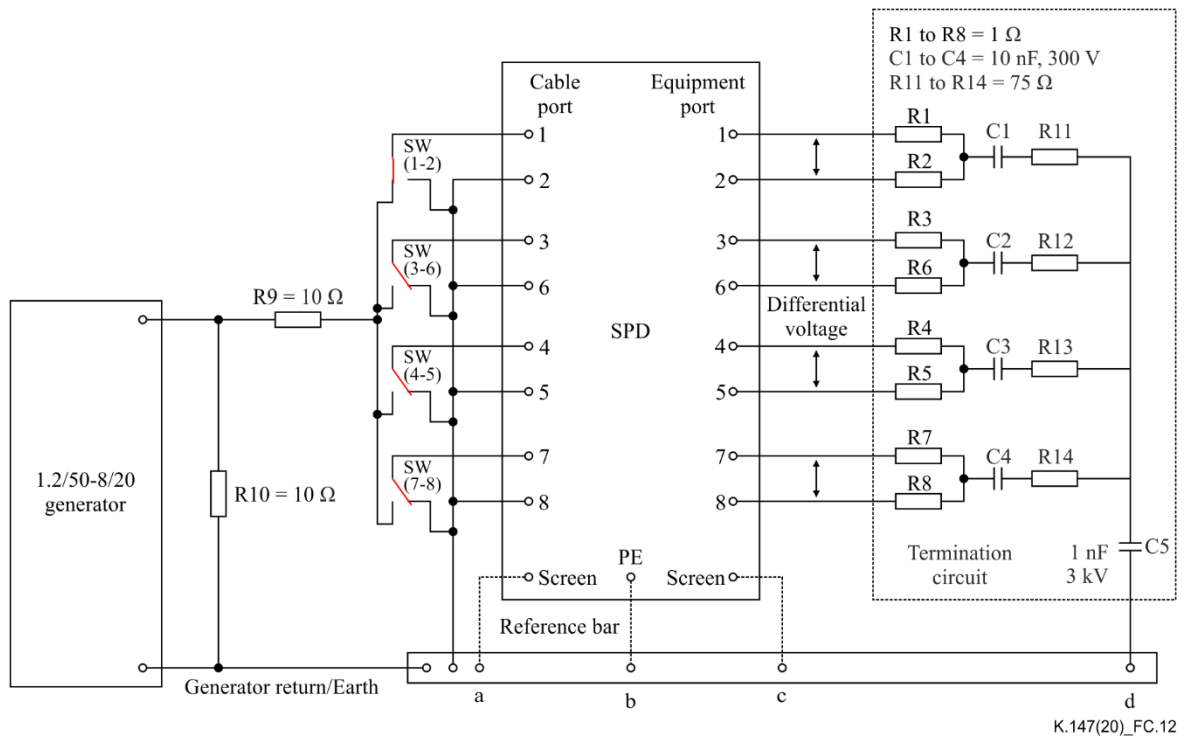 R1 to R8 = 1 Ω
C1 to C4 = 10 nF, 300 V
R11 to R14 = 75 Ω
Cable
port
Equipment
port
SW
(1-2)
1
2
1
2
R1
R2
C1
R11
SW
(3-6)
3
6
3
6
R3
R6
C2
R12
R9 = 10 Ω
SPD
Differential
voltage
SW
(4-5)
4
5
4
5
R4
R5
C3
R13
1.2/50-8/20
generator
R10 = 10 Ω
SW
(7-8)
7
8
7
8
R7
R8
C4
R14
Screen
PE
Screen
Termination
circuit
1 nF
3 kV
C5
Reference bar
Generator return/Earth
a
b
c
d
K.147(20)_FC.12